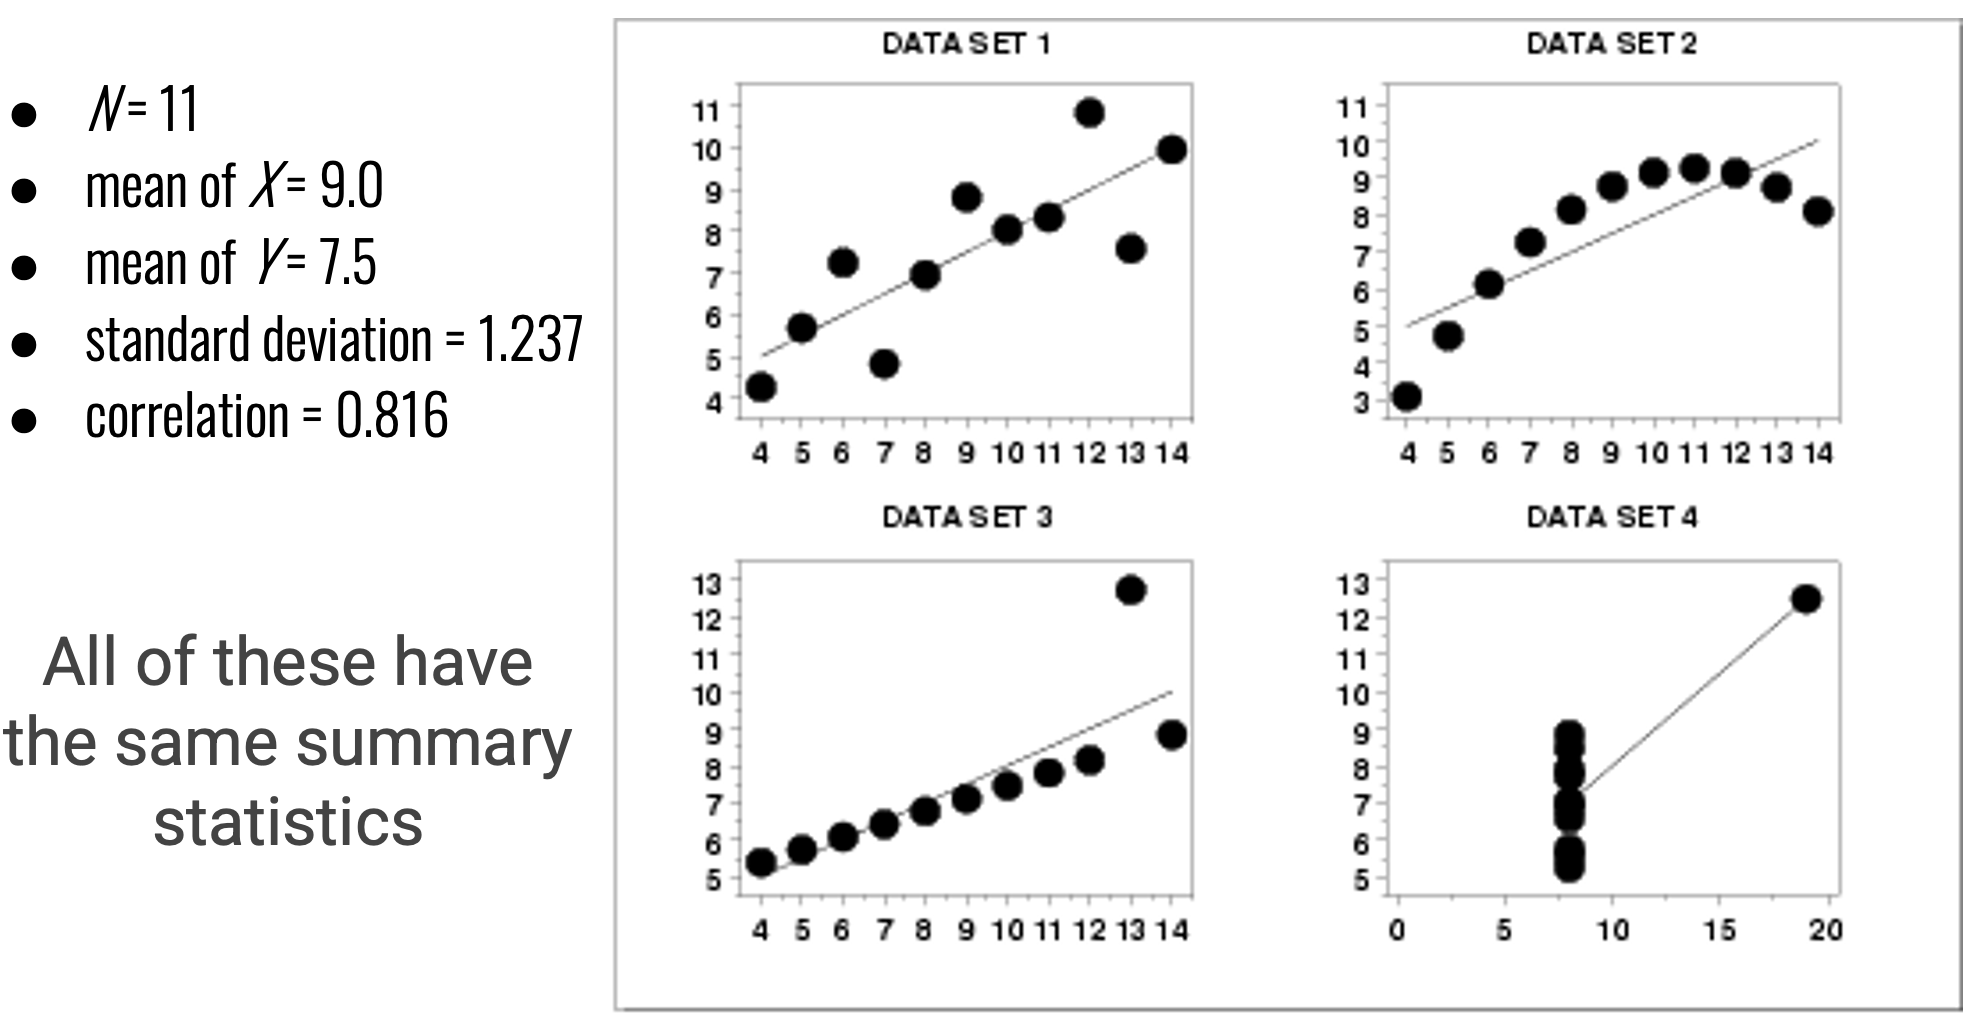 ● N = 11
● mean of X = 9.0
● mean of Y = 7.5
● standard deviation = 1.237
● correlation = 0.816
All of these have
the same summary
statistics
DATA SET 1
11
10
9
8
7
6
5
4
4 5 6 7 8 9 10 11 12 13 14
DATA SET 2
11
10
9
8
7
6
5
4
3
4 5 6 7 8 9 10 11 12 13 14
DATA SET 3
13
12
11
10
9
8
7
6
5
4 5 6 7 8 9 10 11 12 13 14
DATA SET 4
13
12
11
10
9
8
7
6
5
0 5 10 15 20